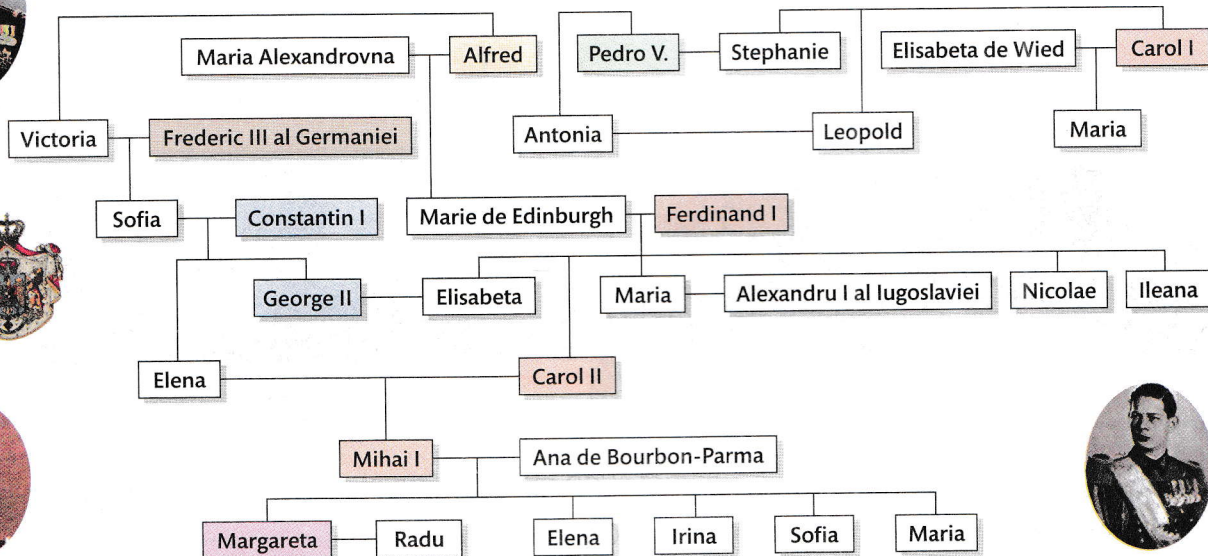 Maria Alexandrovna
Alfred
Pedro V.
Stephanie
Elisabeta de Wied
Carol I
Victoria
Frederic III al Germaniei
Antonia
Leopold
Maria
Sofia
Constantin I
Marie de Edinburgh
Ferdinand I
George II
Elisabeta
Maria
Alexandru I al Iugoslaviei
Nicolae
Ileana
Elena
Carol II
Mihai I
Ana de Bourbon-Parma
Margareta
Radu
Elena
Irina
Sofia
Maria